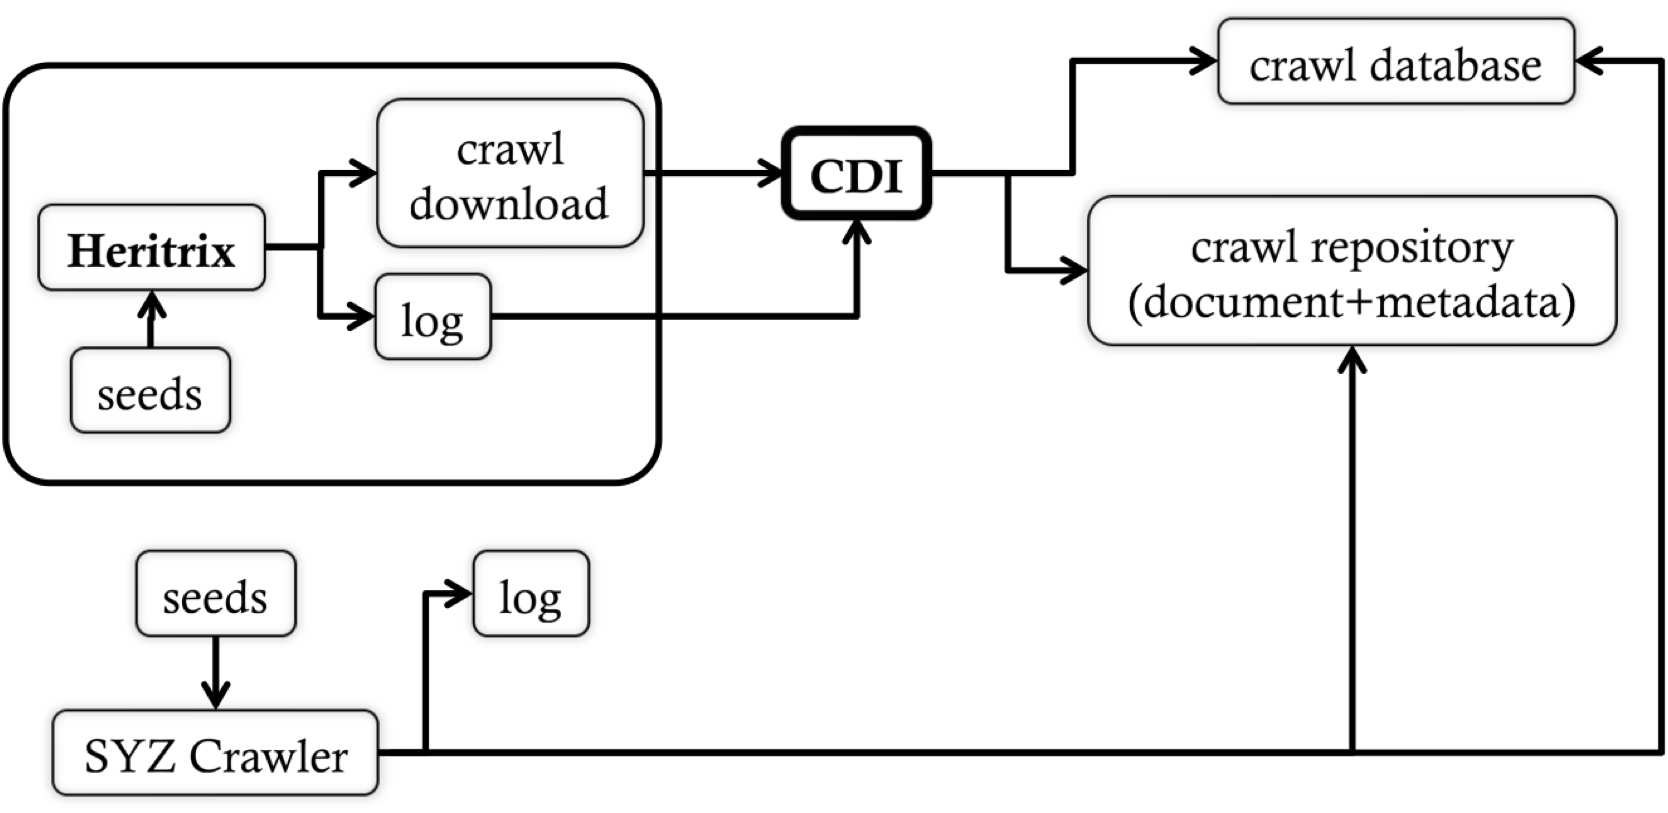 crawl database
crawl
download
CDI
Heritrix
crawl repository
(document+metadata)
log
seeds
seeds
log
SYZ Crawler